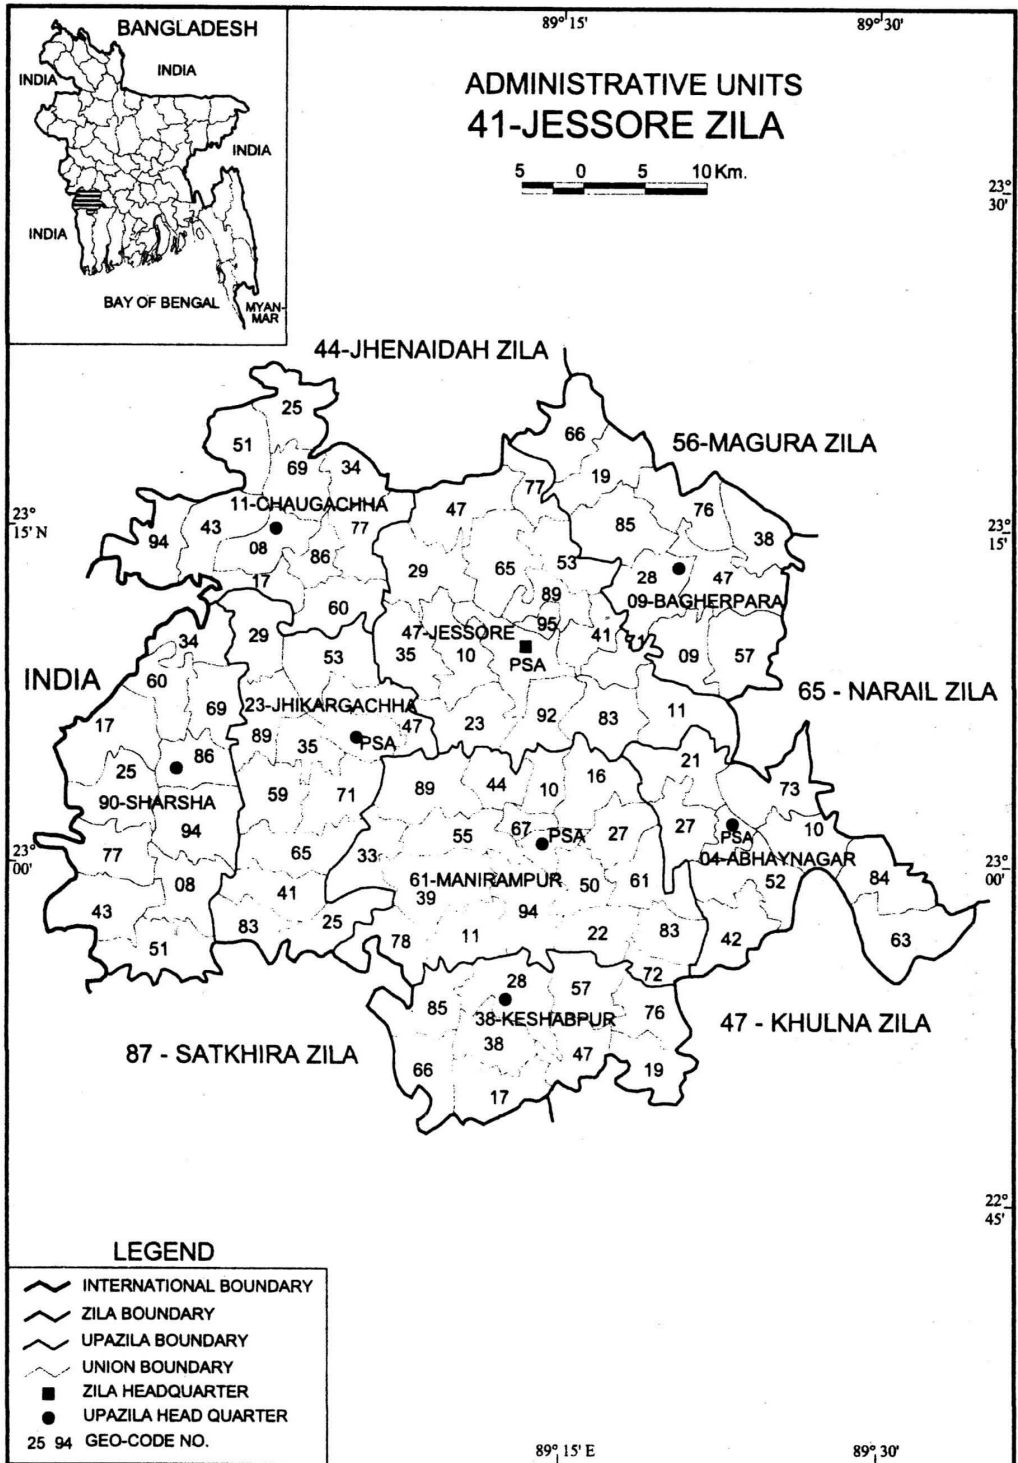 89° 15'
89° 30'
BANGLADESH
INDIA
INDIA
INDIA
INDIA
BAY OF BENGAL
MYAN-
MAR
ADMINISTRATIVE UNITS
41-JESSORE ZILA
5 0 5 10 Km.
23°
30'
44-JHENAIDAH ZILA
56-MAGURA ZILA
25
66
51
69
34
19
77
47
76
11-CHAUGACHHA
23°
15' N
94
43
77
85
38
23°
15'
08
86
29
65
53
28
47
17
09-BAGHERPARA
60
89
95
34
29
47-JESSORE
41
71
35
10
PSA
09
57
53
INDIA
60
69
65 - NARAIL ZILA
23-JHIKARGACHHA
17
47
23
92
83
11
89
35
PSA
86
25
21
16
73
90-SHARSHA
59
71
89
44
10
94
55
67
PSA
27
27
PSA
10
04-ABHAYNAGAR
23°
00'
77
65
33
23°
00'
61-MANIRAMPUR
50
61
52
84
08
41
39
43
83
25
94
51
78
11
22
83
42
63
72
28
57
85
76
38-KESHABPUR
47 - KHULNA ZILA
87 - SATKHIRA ZILA
38
47
66
19
17
22°
45'
LEGEND
INTERNATIONAL BOUNDARY
ZILA BOUNDARY
UPAZILA BOUNDARY
UNION BOUNDARY
ZILA HEADQUARTER
UPAZILA HEAD QUARTER
25 94 GEO-CODE NO.
89° 15' E
89° 30'